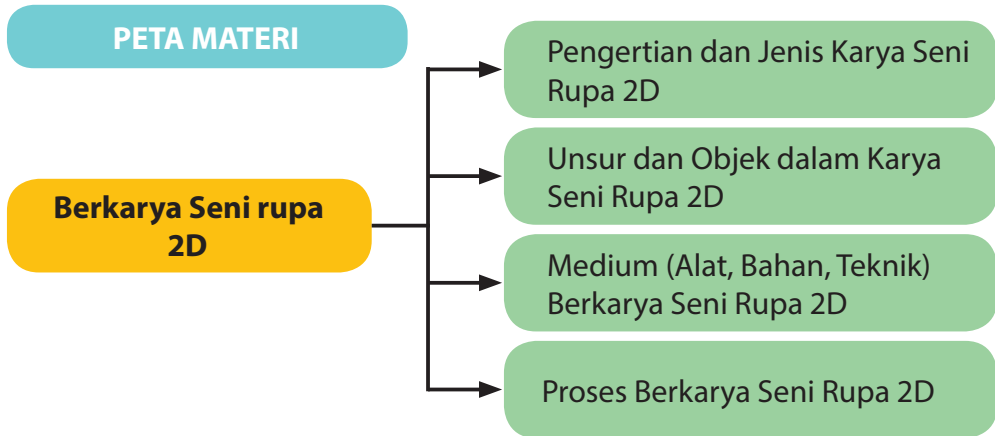 PETA MATERI
Berkarya Seni rupa
2D
Pengertian dan Jenis Karya Seni
Rupa 2D
Unsur dan Objek dalam Karya
Seni Rupa 2D
Medium (Alat, Bahan, Teknik)
Berkarya Seni Rupa 2D
Proses Berkarya Seni Rupa 2D